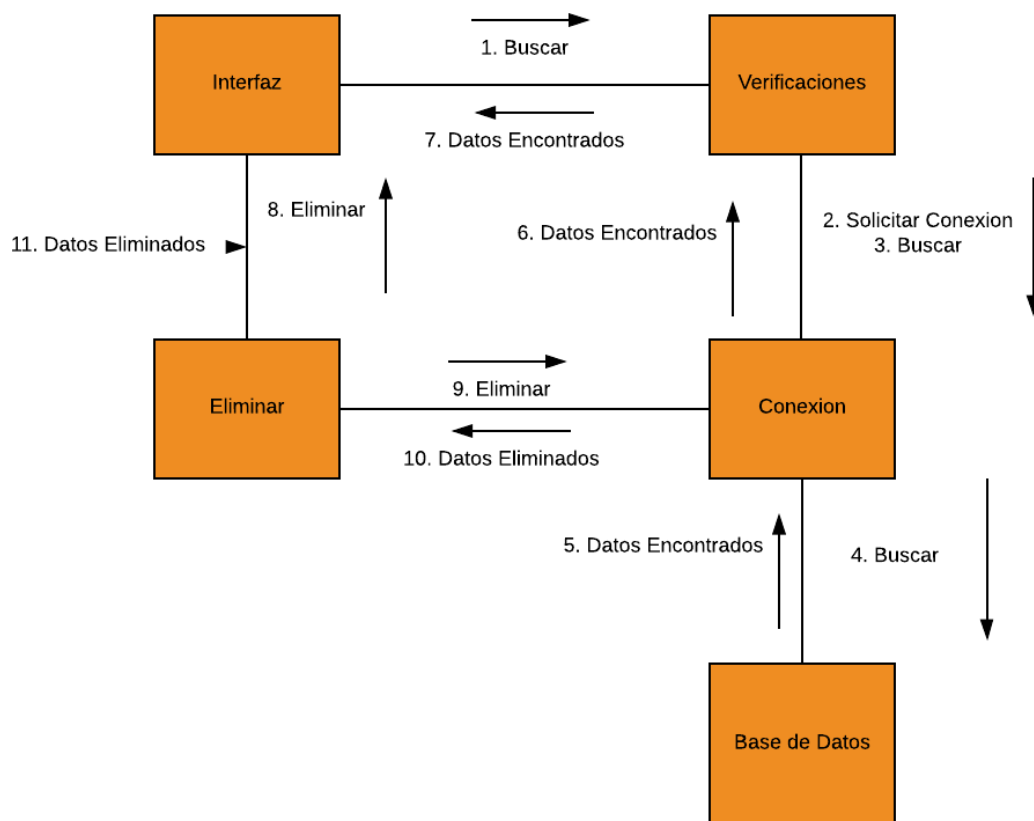 1. Buscar
Interfaz
Verificaciones
7. Datos Encontrados
8. Eliminar
2. Solicitar Conexion
3. Buscar
6. Datos Encontrados
11. Datos Eliminados
9. Eliminar
Eliminar
Conexion
10. Datos Eliminados
5. Datos Encontrados
4. Buscar
Base de Datos